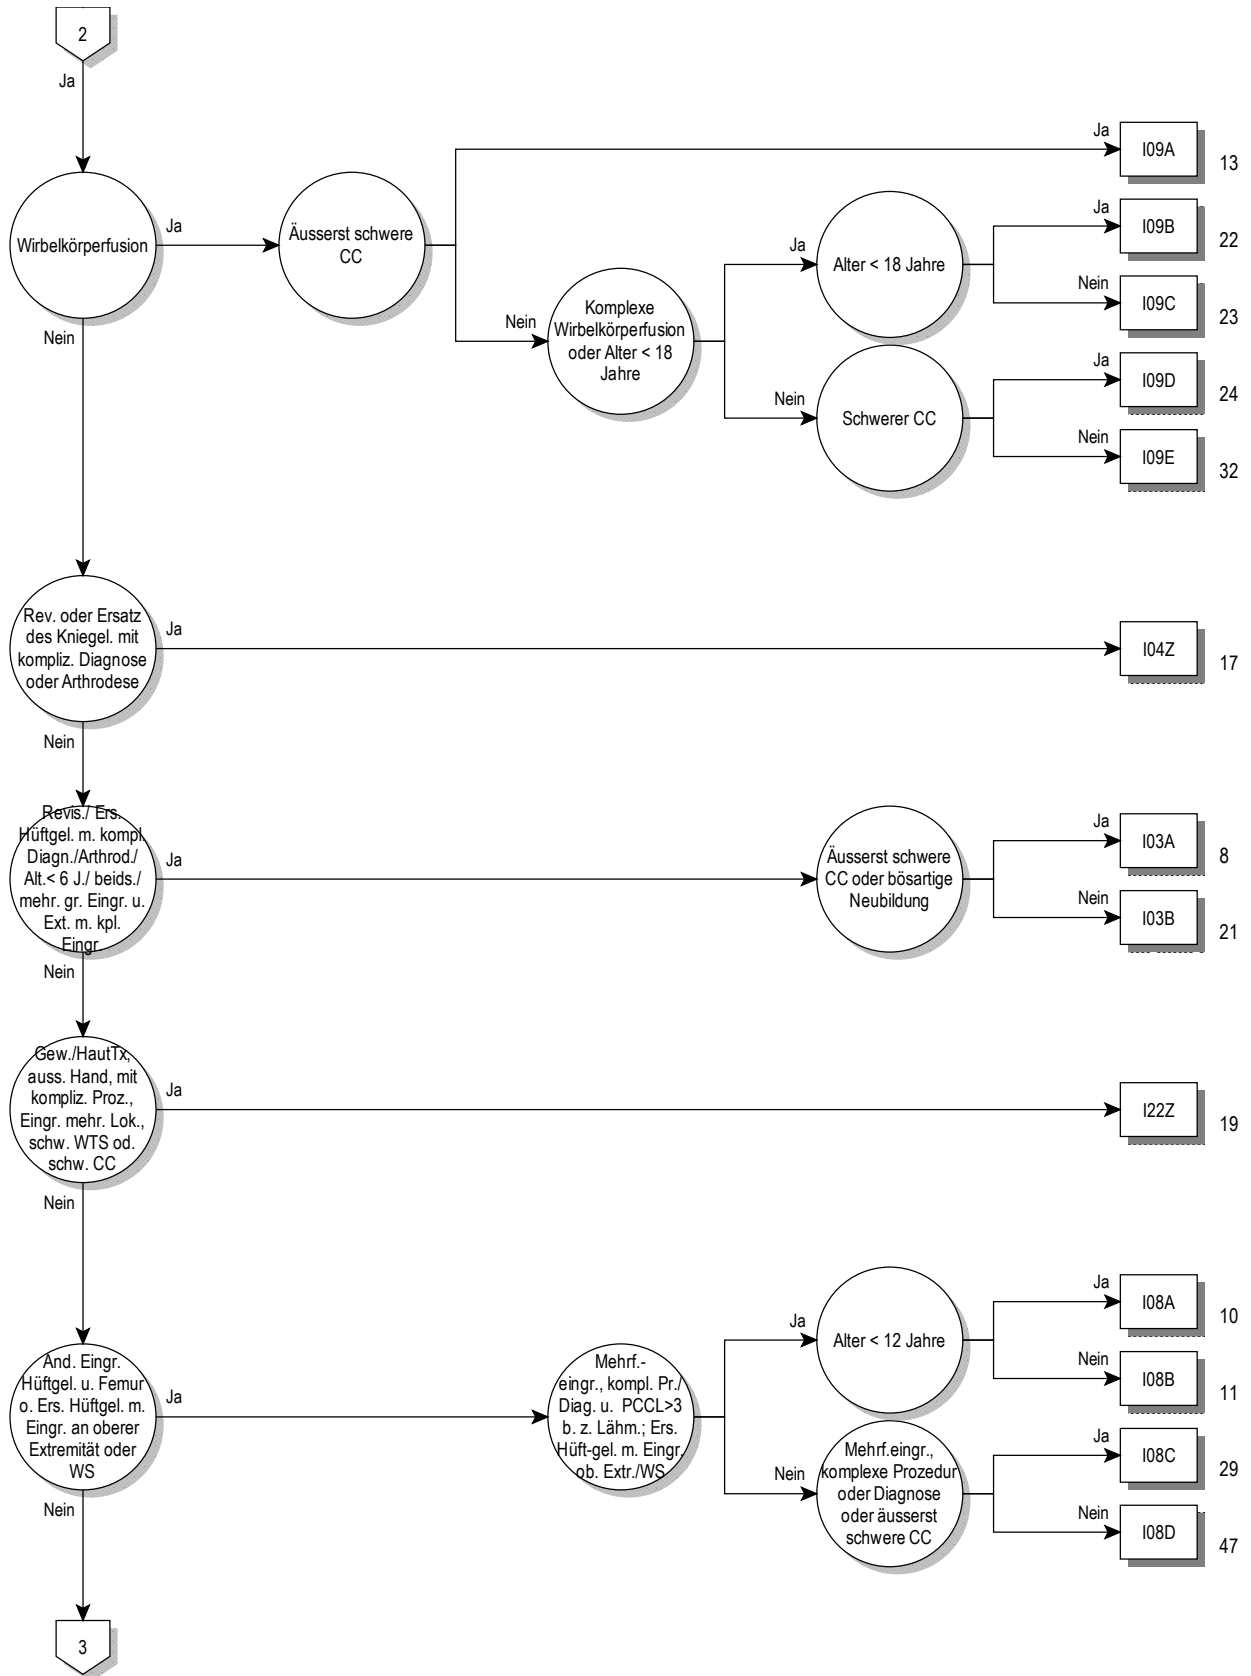 2
Ja
Wirbelkörperfusion
Ja
Äusserst schwere
CC
Ja
I09A
13
Nein
Komplexe
Wirbelkörperfusion
oder Alter < 18
Jahre
Ja
Alter < 18 Jahre
Ja
I09B
22
Nein
I09C
23
Nein
Schwerer CC
Ja
I09D
24
Nein
I09E
32
Nein
Rev. oder Ersatz
des Kniegel. mit
kompliz. Diagnose
oder Arthrodese
Ja
I04Z
17
Nein
Revis./ Ers.
Hüftgel. m. kompl.
Diagn./Arthrod./
Alt.< 6 J./ beids./
mehr. gr. Eingr. u.
Ext. m. kpl.
Eingr.
Ja
Äusserst schwere
CC oder bösartige
Neubildung
Ja
I03A
8
Nein
I03B
21
Nein
Gew./HautTx,
auss. Hand, mit
kompliz. Proz.,
Eingr. mehr. Lok.,
schw. WTS od.
schw. CC
Ja
I22Z
19
Nein
And. Eingr.
Hüftgel. u. Femur
o. Ers. Hüftgel. m.
Eingr. an oberer
Extremität oder
WS
Ja
Mehrf.-
eingr., kompl. Pr./
Diag. u. PCCL>3
b. z. Lähm.; Ers.
Hüft-gel. m. Eingr.
ob. Extr./WS
Ja
Alter < 12 Jahre
Ja
I08A
10
Nein
I08B
11
Nein
Mehrf.eingr.,
komplexe Prozedur
oder Diagnose
oder äusserst
schwere CC
Ja
I08C
29
Nein
I08D
47
Nein
3